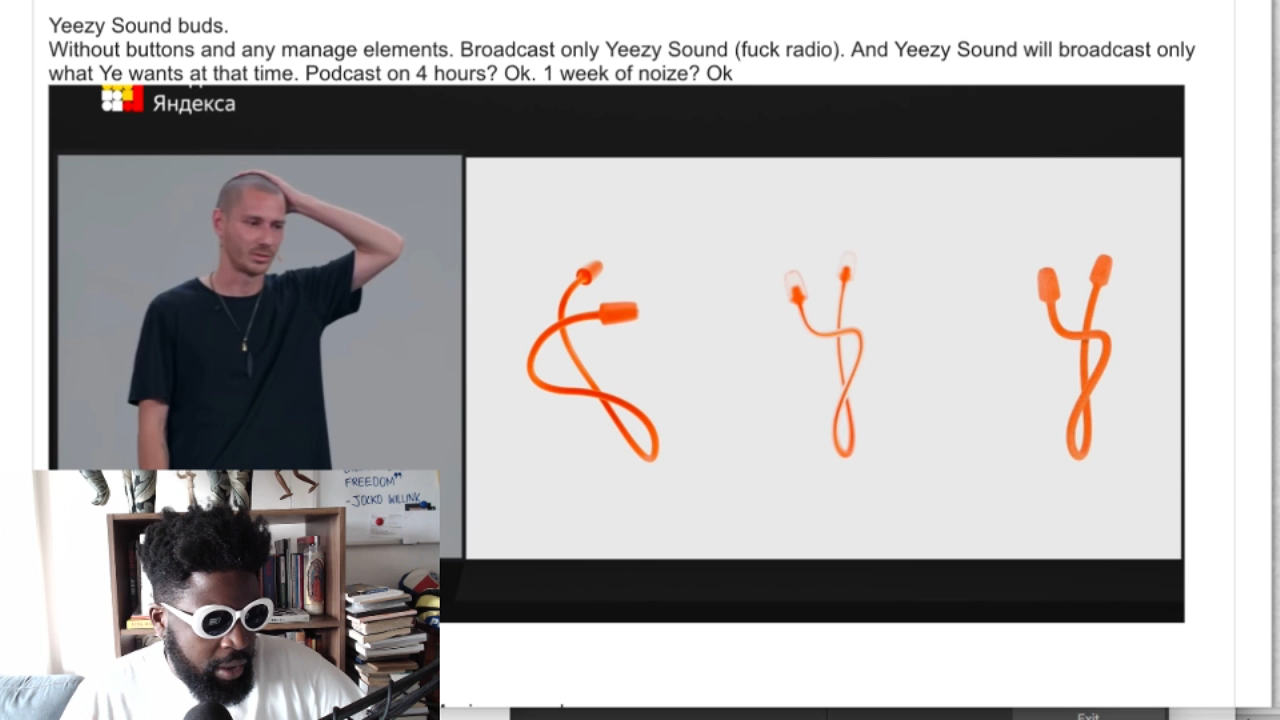 Yeezy Sound buds.
Without buttons and any manage elements. Broadcast only Yeezy Sound (fuck radio). And Yeezy Sound will broadcast only
what Ye wants at that time. Podcast on 4 hours? Ok. 1 week of noize? Ok
Яндекса
FREEDOM"
-JOCKO WILLINK
Exit